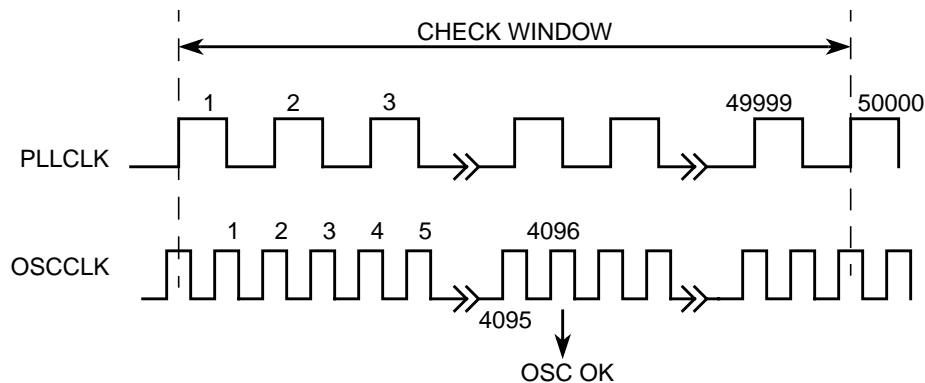 CHECK WINDOW
1 2 3 49999 50000
PLLCLK
1 2 3 4 5 4096
OSCCLK
4095
OSC OK